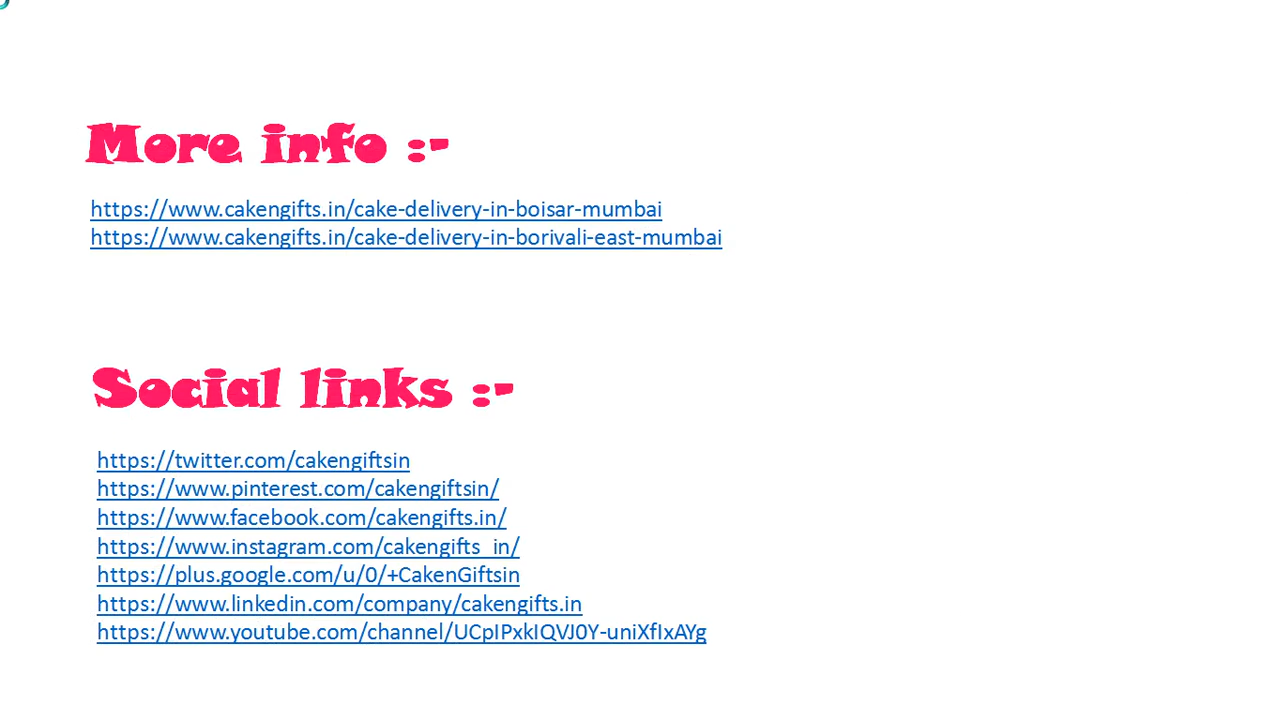 More info :-
https://www.cakengifts.in/cake-delivery-in-boisar-mumbai
https://www.cakengifts.in/cake-delivery-in-borivali-east-mumbai
Social links :-
https://twitter.com/cakengiftsin
https://www.pinterest.com/cakengiftsin/
https://www.facebook.com/cakengifts.in/
https://www.instagram.com/cakengifts_in/
https://plus.google.com/u/0/+CakenGiftsin
https://www.linkedin.com/company/cakengifts.in
https://www.youtube.com/channel/UCpIPxkIQVJ0Y-uniXfIxAYg